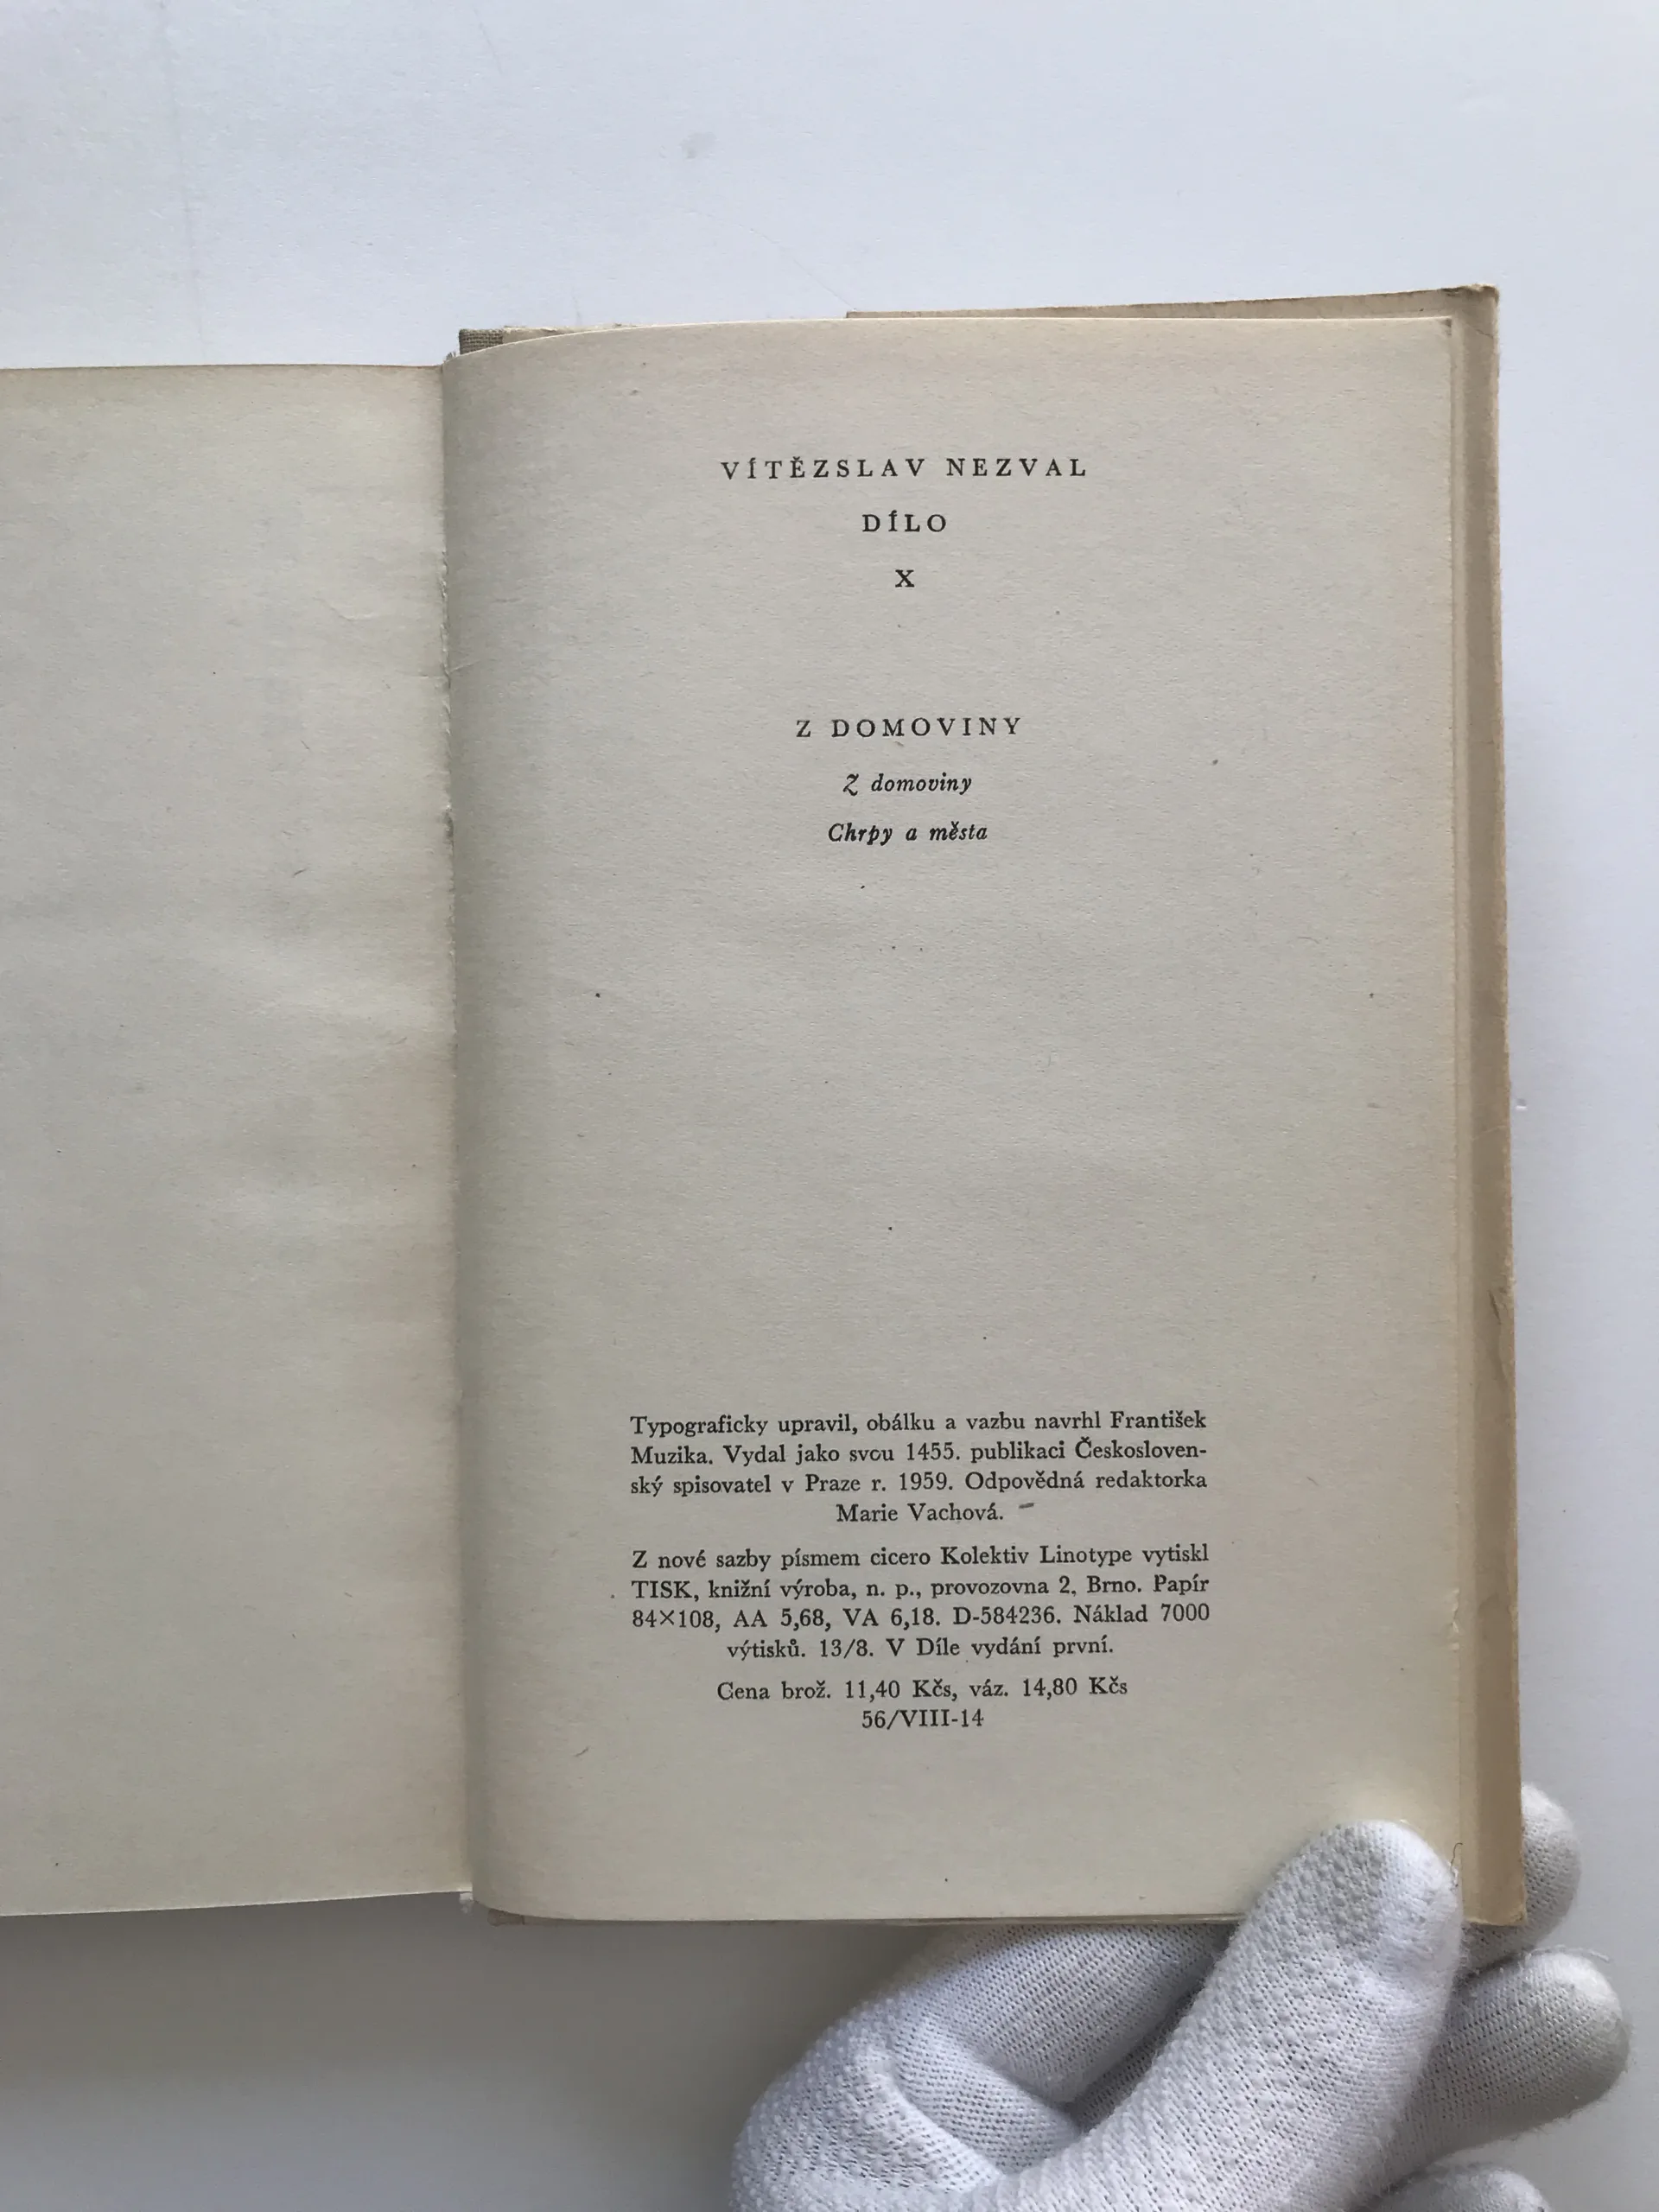 VÍTĚZSLAV NEZVAL
DÍLO
X
Z DOMOVINY
Z domoviny
Chrpy a města
Typograficky upravil, obálku a vazbu navrhl František
Muzika. Vydal jako svou 1455. publikaci Českosloven-
ský spisovatel v Praze r. 1959. Odpovědná redaktorka
Marie Vachová.
Z nové sazby písmem cicero Kolektiv Linotype vytiskl
TISK, knižní výroba, n. p., provozovna 2, Brno. Papír
84×108, AA 5,68, VA 6,18. D-584236. Náklad 7000
výtisků. 13/8. V Díle vydání první.
Cena brož. 11,40 Kčs, váz. 14,80 Kčs
56/VIII-14